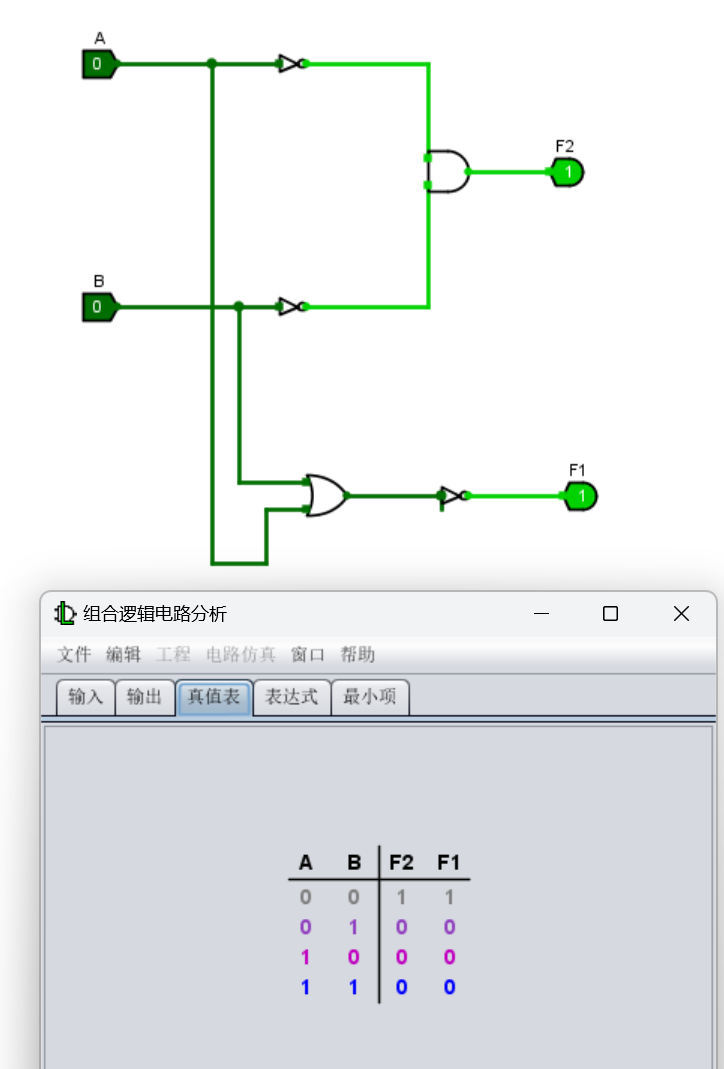 A
0
F2
1
B
0
F1
1
组合逻辑电路分析
文件 编辑 工程 电路仿真 窗口 帮助
输入 输出 真值表 表达式 最小项
A B F2 F1
0 0 1 1
0 1 0 0
1 0 0 0
1 1 0 0